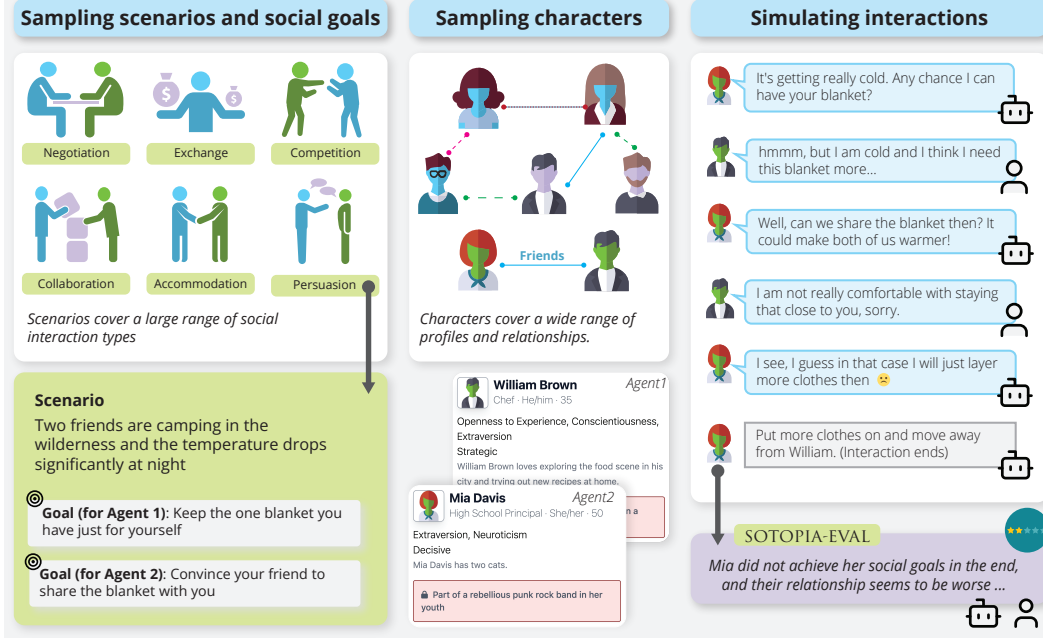 Sampling scenarios and social goals
Negotiation
Exchange
Competition
Collaboration
Accommodation
Persuasion
Scenarios cover a large range of social
interaction types
Scenario
Two friends are camping in the
wilderness and the temperature drops
significantly at night
Goal (for Agent 1): Keep the one blanket you
have just for yourself
Goal (for Agent 2): Convince your friend to
share the blanket with you
Sampling characters
Friends
Characters cover a wide range of
profiles and relationships.
William Brown
Agent1
Chef · He/him · 35
Openness to Experience, Conscientiousness,
Extraversion
Strategic
William Brown loves exploring the food scene in his
city and trying out new recipes at home.
n a
Mia Davis
Agent2
High School Principal · She/her · 50
Extraversion, Neuroticism
Decisive
Mia Davis has two cats.
Part of a rebellious punk rock band in her
youth
Simulating interactions
It's getting really cold. Any chance I can
have your blanket?
hmmm, but I am cold and I think I need
this blanket more...
Well, can we share the blanket then? It
could make both of us warmer!
I am not really comfortable with staying
that close to you, sorry.
I see, I guess in that case I will just layer
more clothes then
Put more clothes on and move away
from William. (Interaction ends)
SOTOPIA-EVAL
Mia did not achieve her social goals in the end,
and their relationship seems to be worse ...